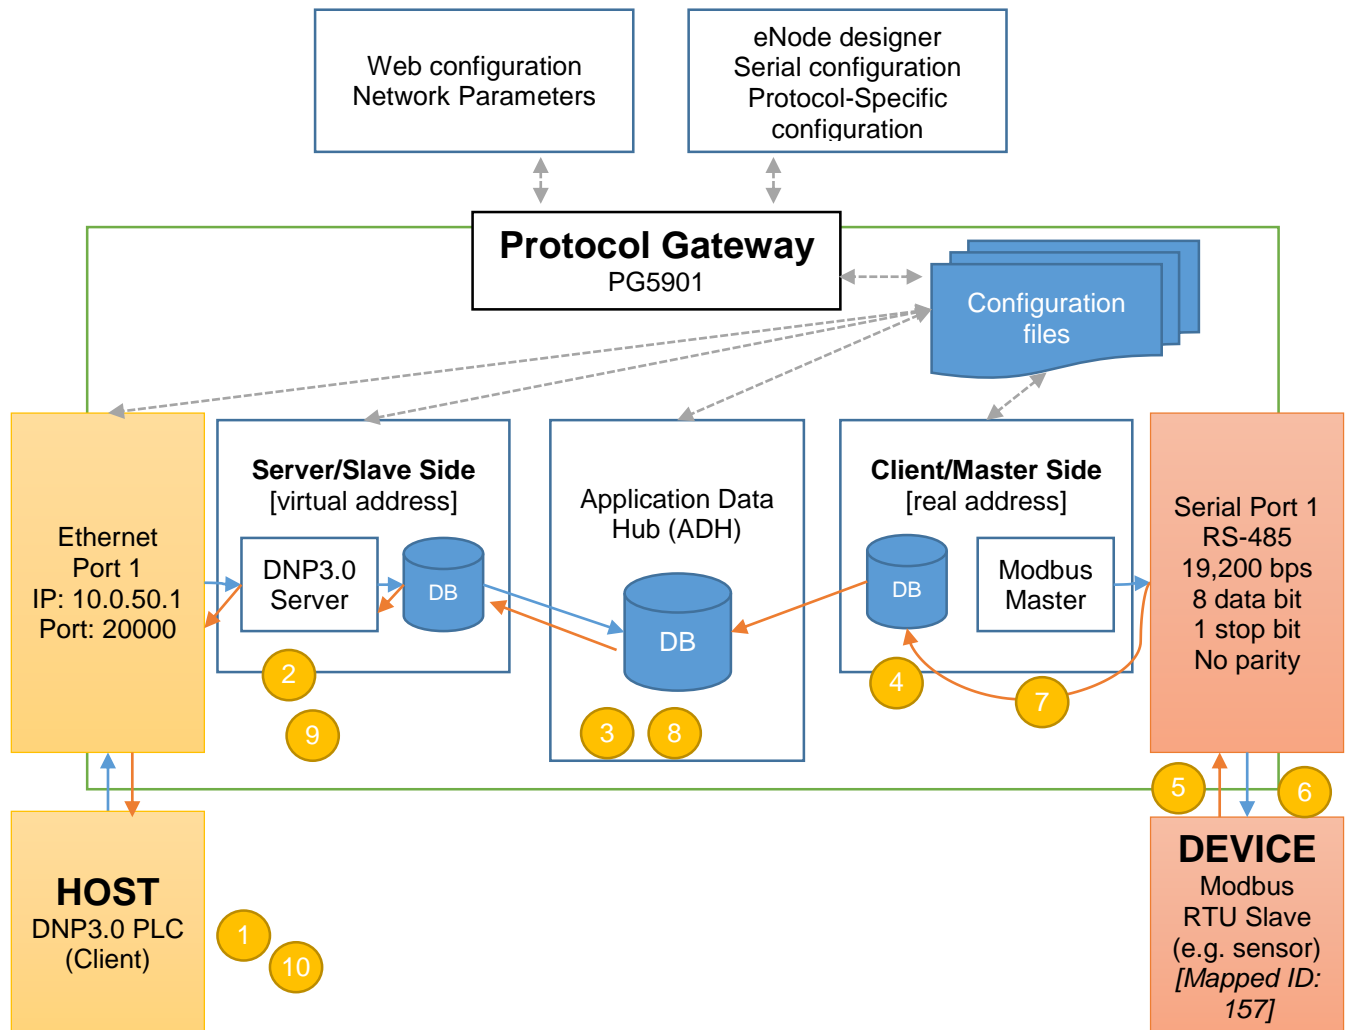 Web configuration
Network Parameters
eNode designer
Serial configuration
Protocol-Specific
configuration
Protocol Gateway
PG5901
Configuration
files
Ethernet
Port 1
IP: 10.0.50.1
Port: 20000
Server/Slave Side
[virtual address]
DNP3.0
Server
DB
2
9
Application Data
Hub (ADH)
DB
3
8
Client/Master Side
[real address]
DB
Modbus
Master
4
7
Serial Port 1
RS-485
19,200 bps
8 data bit
1 stop bit
No parity
5
6
HOST
DNP3.0 PLC
(Client)
1
10
DEVICE
Modbus
RTU Slave
(e.g. sensor)
[Mapped ID:
157]